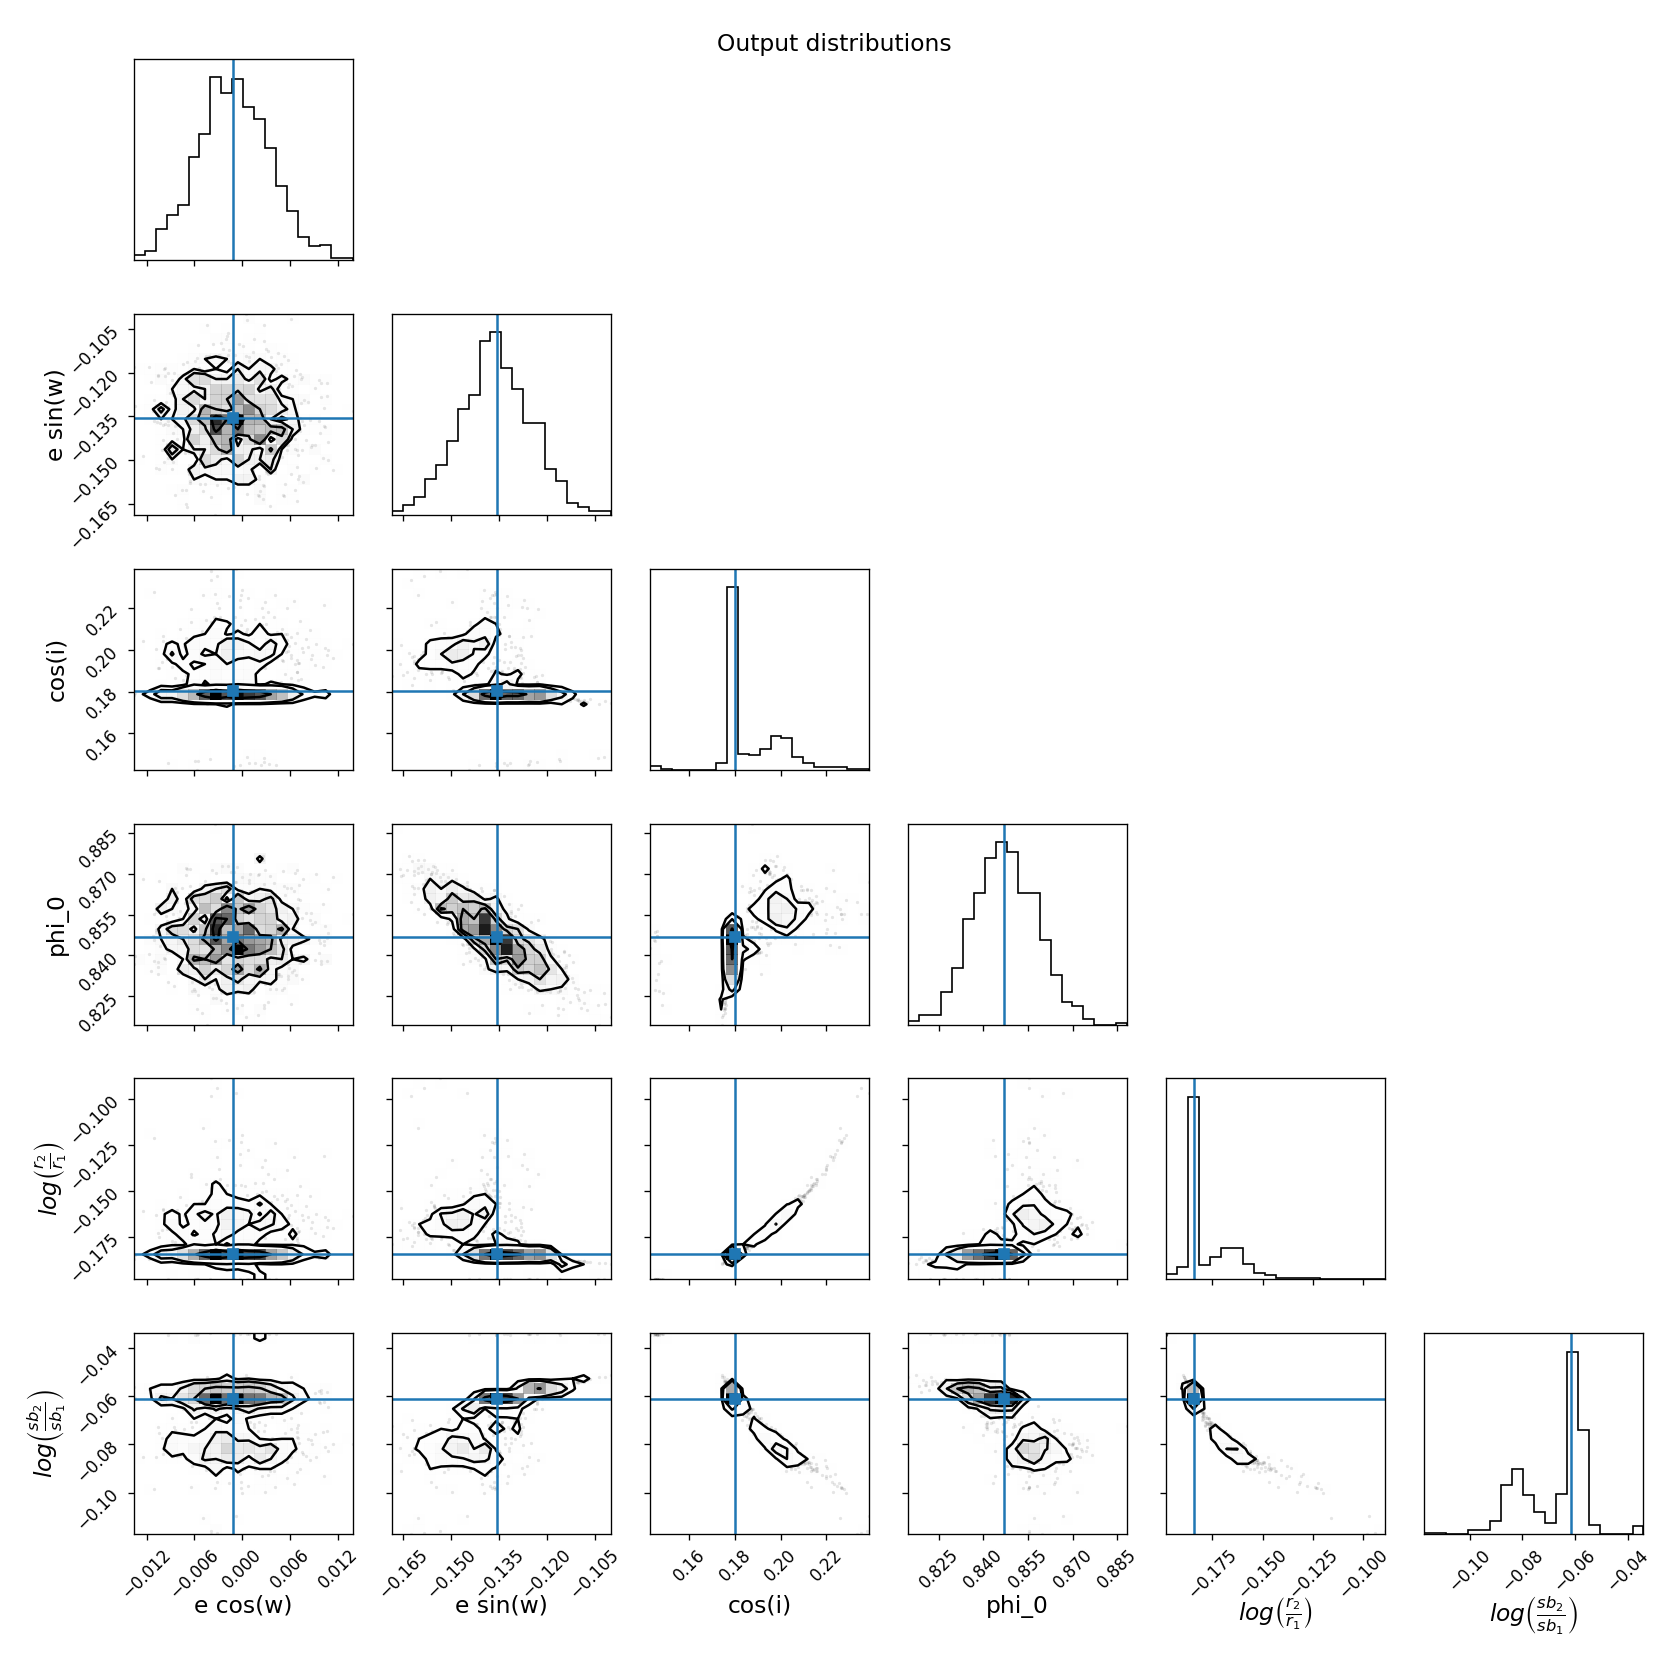 Output distributions
−0.105
−0.120
−0.135
−0.150
−0.165
e sin(w)
0.22
0.20
0.18
0.16
cos(i)
0.885
0.870
0.855
0.840
0.825
phi_0
−0.100
−0.125
−0.150
−0.175
log(r2/r1)
−0.04
−0.06
−0.08
−0.10
log(sb2/sb1)
−0.012 −0.006 0.000 0.006 0.012 −0.165 −0.150 −0.135 −0.120 −0.105 0.16 0.18 0.20 0.22 0.825 0.840 0.855 0.870 0.885 −0.175 −0.150 −0.125 −0.100 −0.10 −0.08 −0.06 −0.04
e cos(w) e sin(w) cos(i) phi_0 log(r2/r1) log(sb2/sb1)